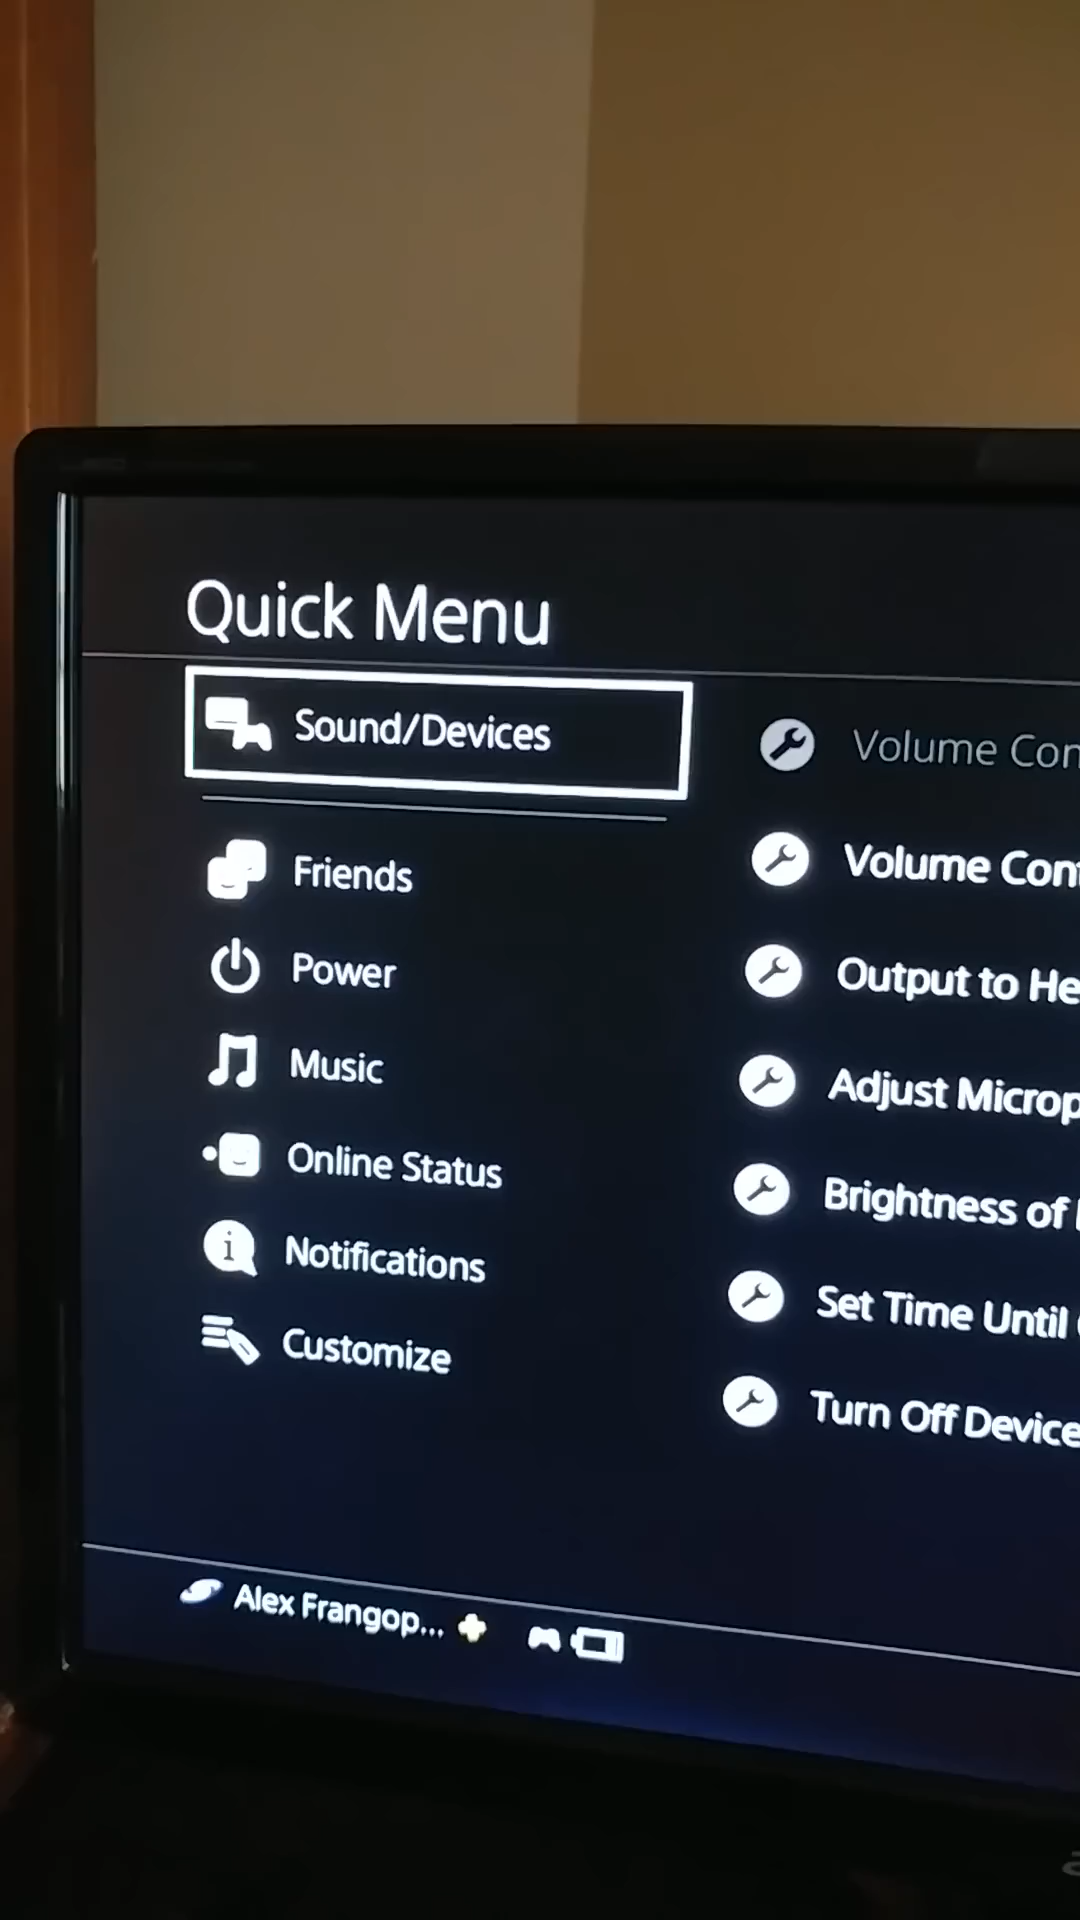 Quick Menu
Sound/Devices
Friends
Power
Music
Online Status
Notifications
Customize
Volume Con
Volume Con
Output to He
Adjust Microp
Brightness of
Set Time Until
Turn Off Device
Alex Frangop...